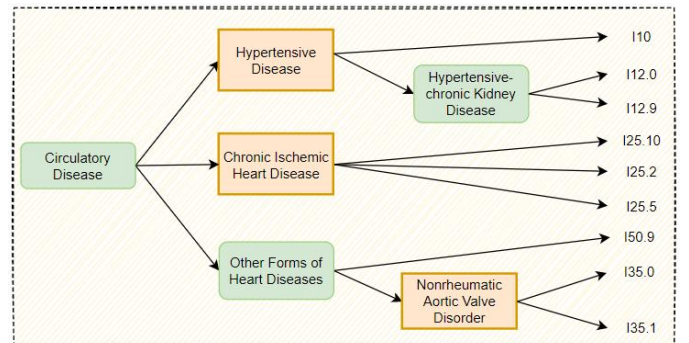 Circulatory
Disease
Hypertensive
Disease
Hypertensive-
chronic Kidney
Disease
Chronic Ischemic
Heart Disease
Other Forms of
Heart Diseases
Nonrheumatic
Aortic Valve
Disorder
I10
I12.0
I12.9
I25.10
I25.2
I25.5
I50.9
I35.0
I35.1